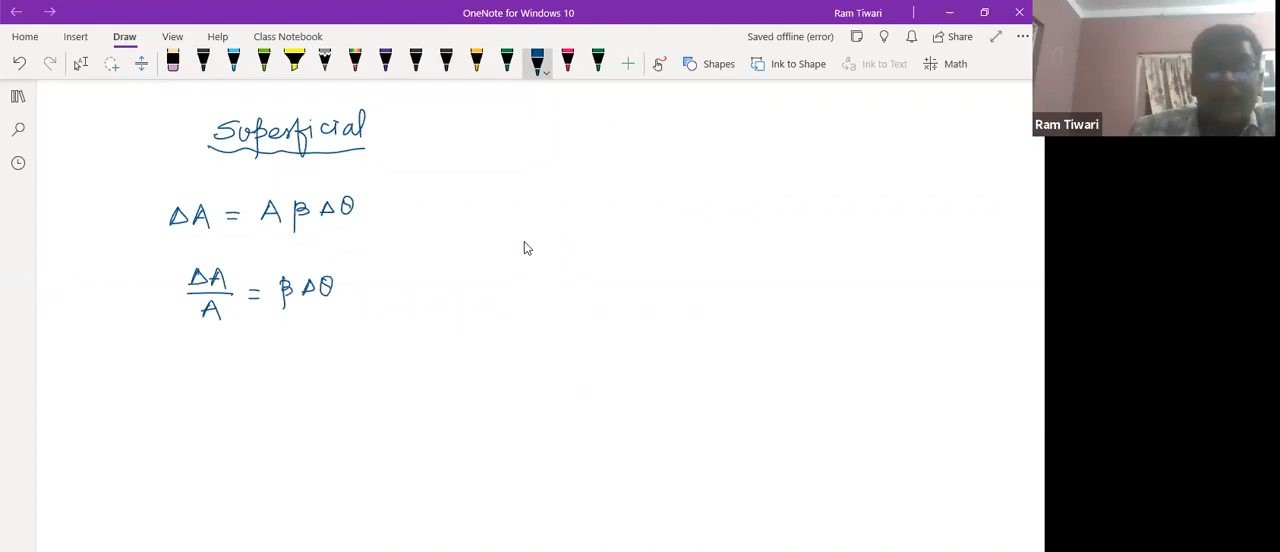 OneNote for Windows 10
Ram Tiwari
Home Insert Draw View Help Class Notebook
Saved offline (error)
Share
Shapes
Ink to Shape
Ink to Text
Math
Ram Tiwari
Superficial
ΔA = A β Δθ
ΔA/A = β Δθ